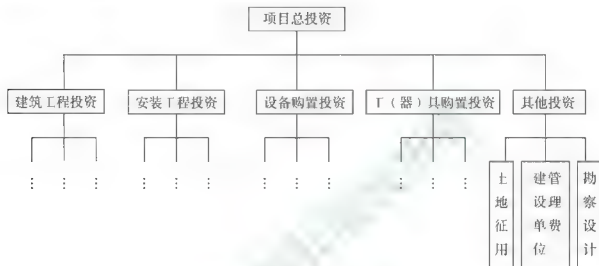 项目总投资
建筑工程投资
安装工程投资
设备购置投资
工（器）具购置投资
其他投资
土地征用
建设单位管理费
勘察设计